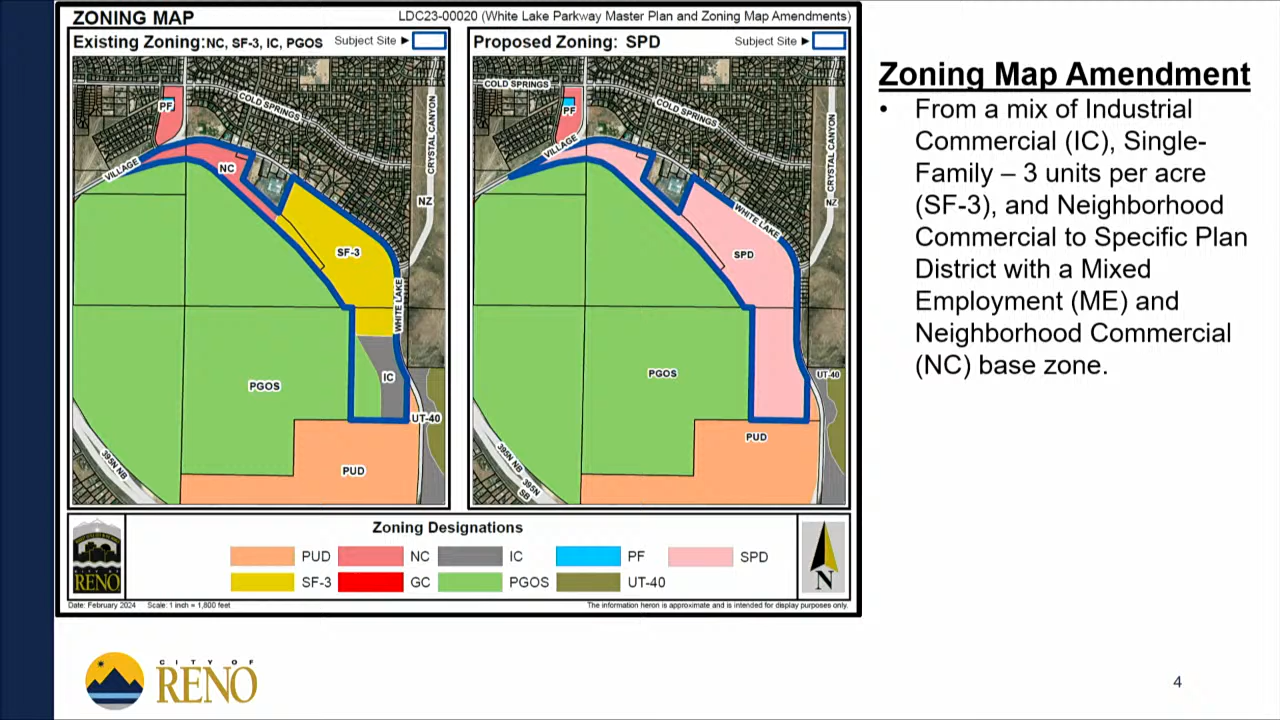 ZONING MAP
LDC23-00020 (White Lake Parkway Master Plan and Zoning Map Amendments)
Existing Zoning:NC, SF-3, IC, PGOS
Subject Site
PF
COLD SPRINGS
CRYSTAL CANYON
VILLAGE
NC
NZ
SF-3
WHITE LAKE
IC
PGOS
UT-40
PUD
395N NB
Proposed Zoning: SPD
Subject Site
COLD SPRINGS
PF
COLD SPRINGS
CRYSTAL CANYON
VILLAGE
NZ
WHITE LAKE
SPD
PGOS
UT-40
PUD
395N NB
395N SB
Zoning Designations
PUD NC IC PF SPD
SF-3 GC PGOS UT-40
CITY OF
RENO
N
Date: February 2024 Scale: 1 inch = 1,800 feet
The information heron is approximate and is intended for display purposes only.
Zoning Map Amendment
• From a mix of Industrial
Commercial (IC), Single-
Family – 3 units per acre
(SF-3), and Neighborhood
Commercial to Specific Plan
District with a Mixed
Employment (ME) and
Neighborhood Commercial
(NC) base zone.
CITY OF
RENO
4